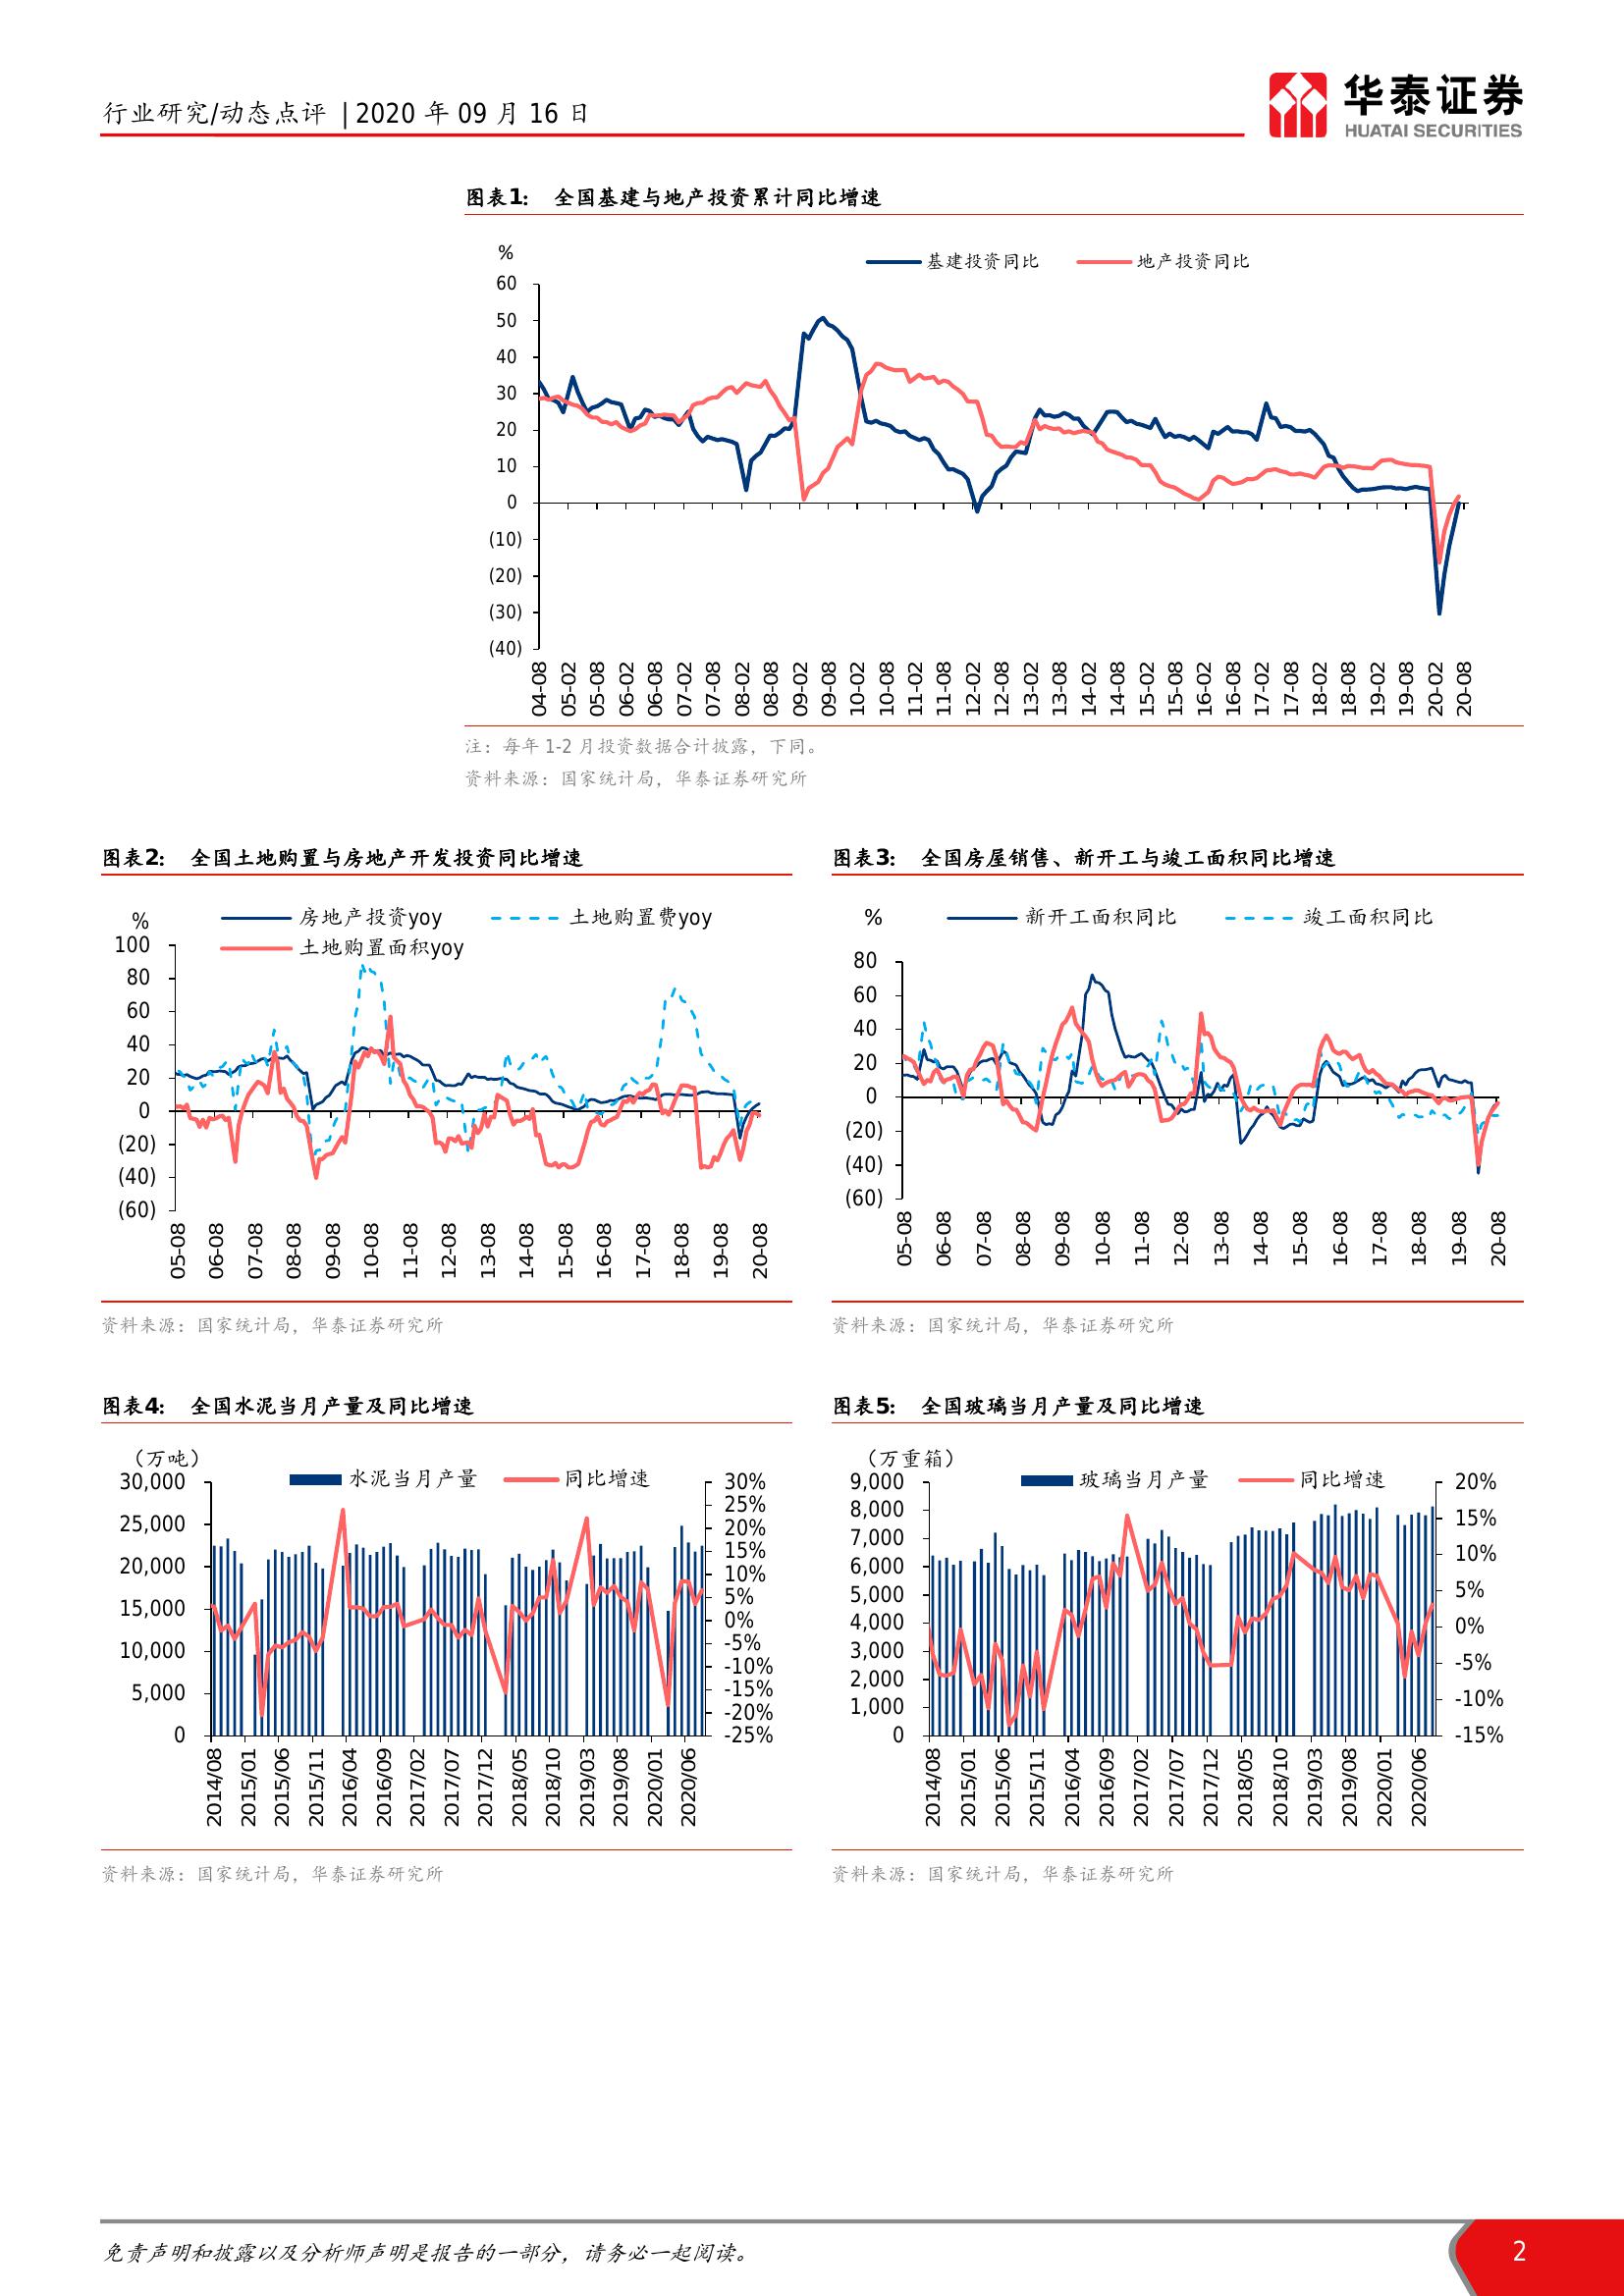 行业研究/动态点评 | 2020 年 09 月 16 日
华泰证券
HUATAI SECURITIES
图表1： 全国基建与地产投资累计同比增速
%
基建投资同比 地产投资同比
60
50
40
30
20
10
0
(10)
(20)
(30)
(40)
04-08 05-02 05-08 06-02 06-08 07-02 07-08 08-02 08-08 09-02 09-08 10-02 10-08 11-02 11-08 12-02 12-08 13-02 13-08 14-02 14-08 15-02 15-08 16-02 16-08 17-02 17-08 18-02 18-08 19-02 19-08 20-02 20-08
注：每年 1-2 月投资数据合计披露，下同。
资料来源：国家统计局，华泰证券研究所
图表2： 全国土地购置与房地产开发投资同比增速
%
房地产投资yoy 土地购置费yoy
土地购置面积yoy
100
80
60
40
20
0
(20)
(40)
(60)
05-08 06-08 07-08 08-08 09-08 10-08 11-08 12-08 13-08 14-08 15-08 16-08 17-08 18-08 19-08 20-08
资料来源：国家统计局，华泰证券研究所
图表3： 全国房屋销售、新开工与竣工面积同比增速
%
新开工面积同比 竣工面积同比
80
60
40
20
0
(20)
(40)
(60)
05-08 06-08 07-08 08-08 09-08 10-08 11-08 12-08 13-08 14-08 15-08 16-08 17-08 18-08 19-08 20-08
资料来源：国家统计局，华泰证券研究所
图表4： 全国水泥当月产量及同比增速
（万吨）
水泥当月产量 同比增速
30,000
25,000
20,000
15,000
10,000
5,000
0
30%
25%
20%
15%
10%
5%
0%
-5%
-10%
-15%
-20%
-25%
2014/08 2015/01 2015/06 2015/11 2016/04 2016/09 2017/02 2017/07 2017/12 2018/05 2018/10 2019/03 2019/08 2020/01 2020/06
资料来源：国家统计局，华泰证券研究所
图表5： 全国玻璃当月产量及同比增速
（万重箱）
玻璃当月产量 同比增速
9,000
8,000
7,000
6,000
5,000
4,000
3,000
2,000
1,000
0
20%
15%
10%
5%
0%
-5%
-10%
-15%
2014/08 2015/01 2015/06 2015/11 2016/04 2016/09 2017/02 2017/07 2017/12 2018/05 2018/10 2019/03 2019/08 2020/01 2020/06
资料来源：国家统计局，华泰证券研究所
免责声明和披露以及分析师声明是报告的一部分，请务必一起阅读。
2